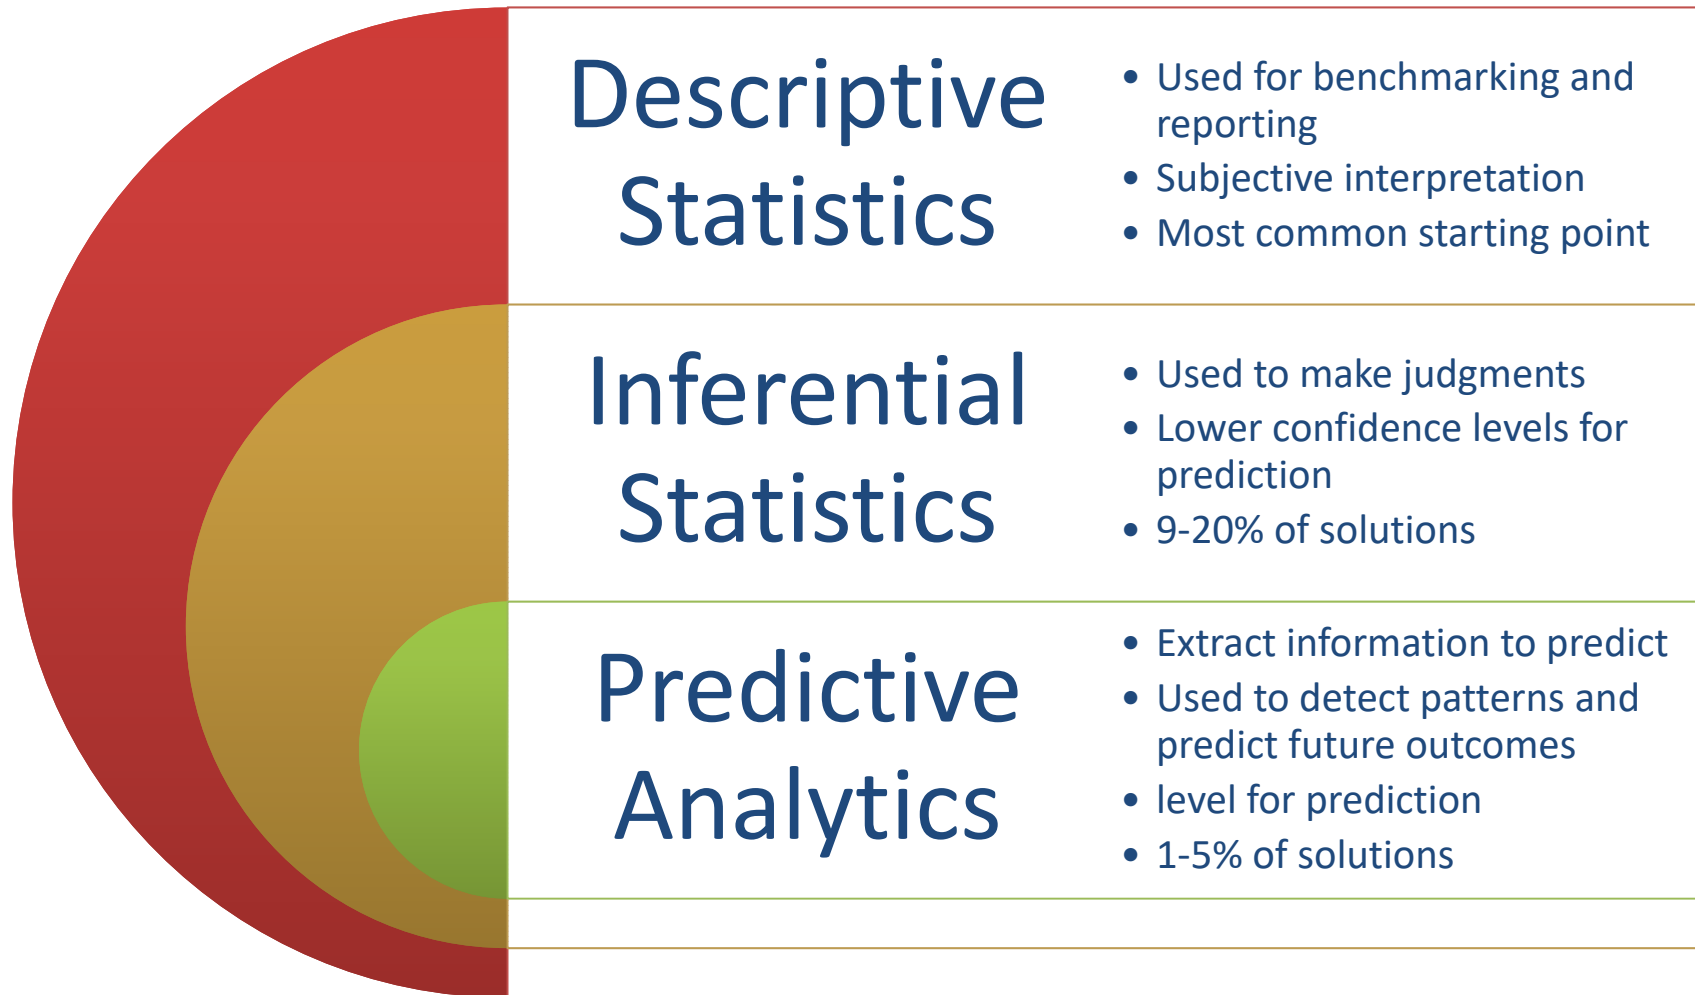 Descriptive
Statistics
• Used for benchmarking and
reporting
• Subjective interpretation
• Most common starting point
Inferential
Statistics
• Used to make judgments
• Lower confidence levels for
prediction
• 9-20% of solutions
Predictive
Analytics
• Extract information to predict
• Used to detect patterns and
predict future outcomes
• level for prediction
• 1-5% of solutions